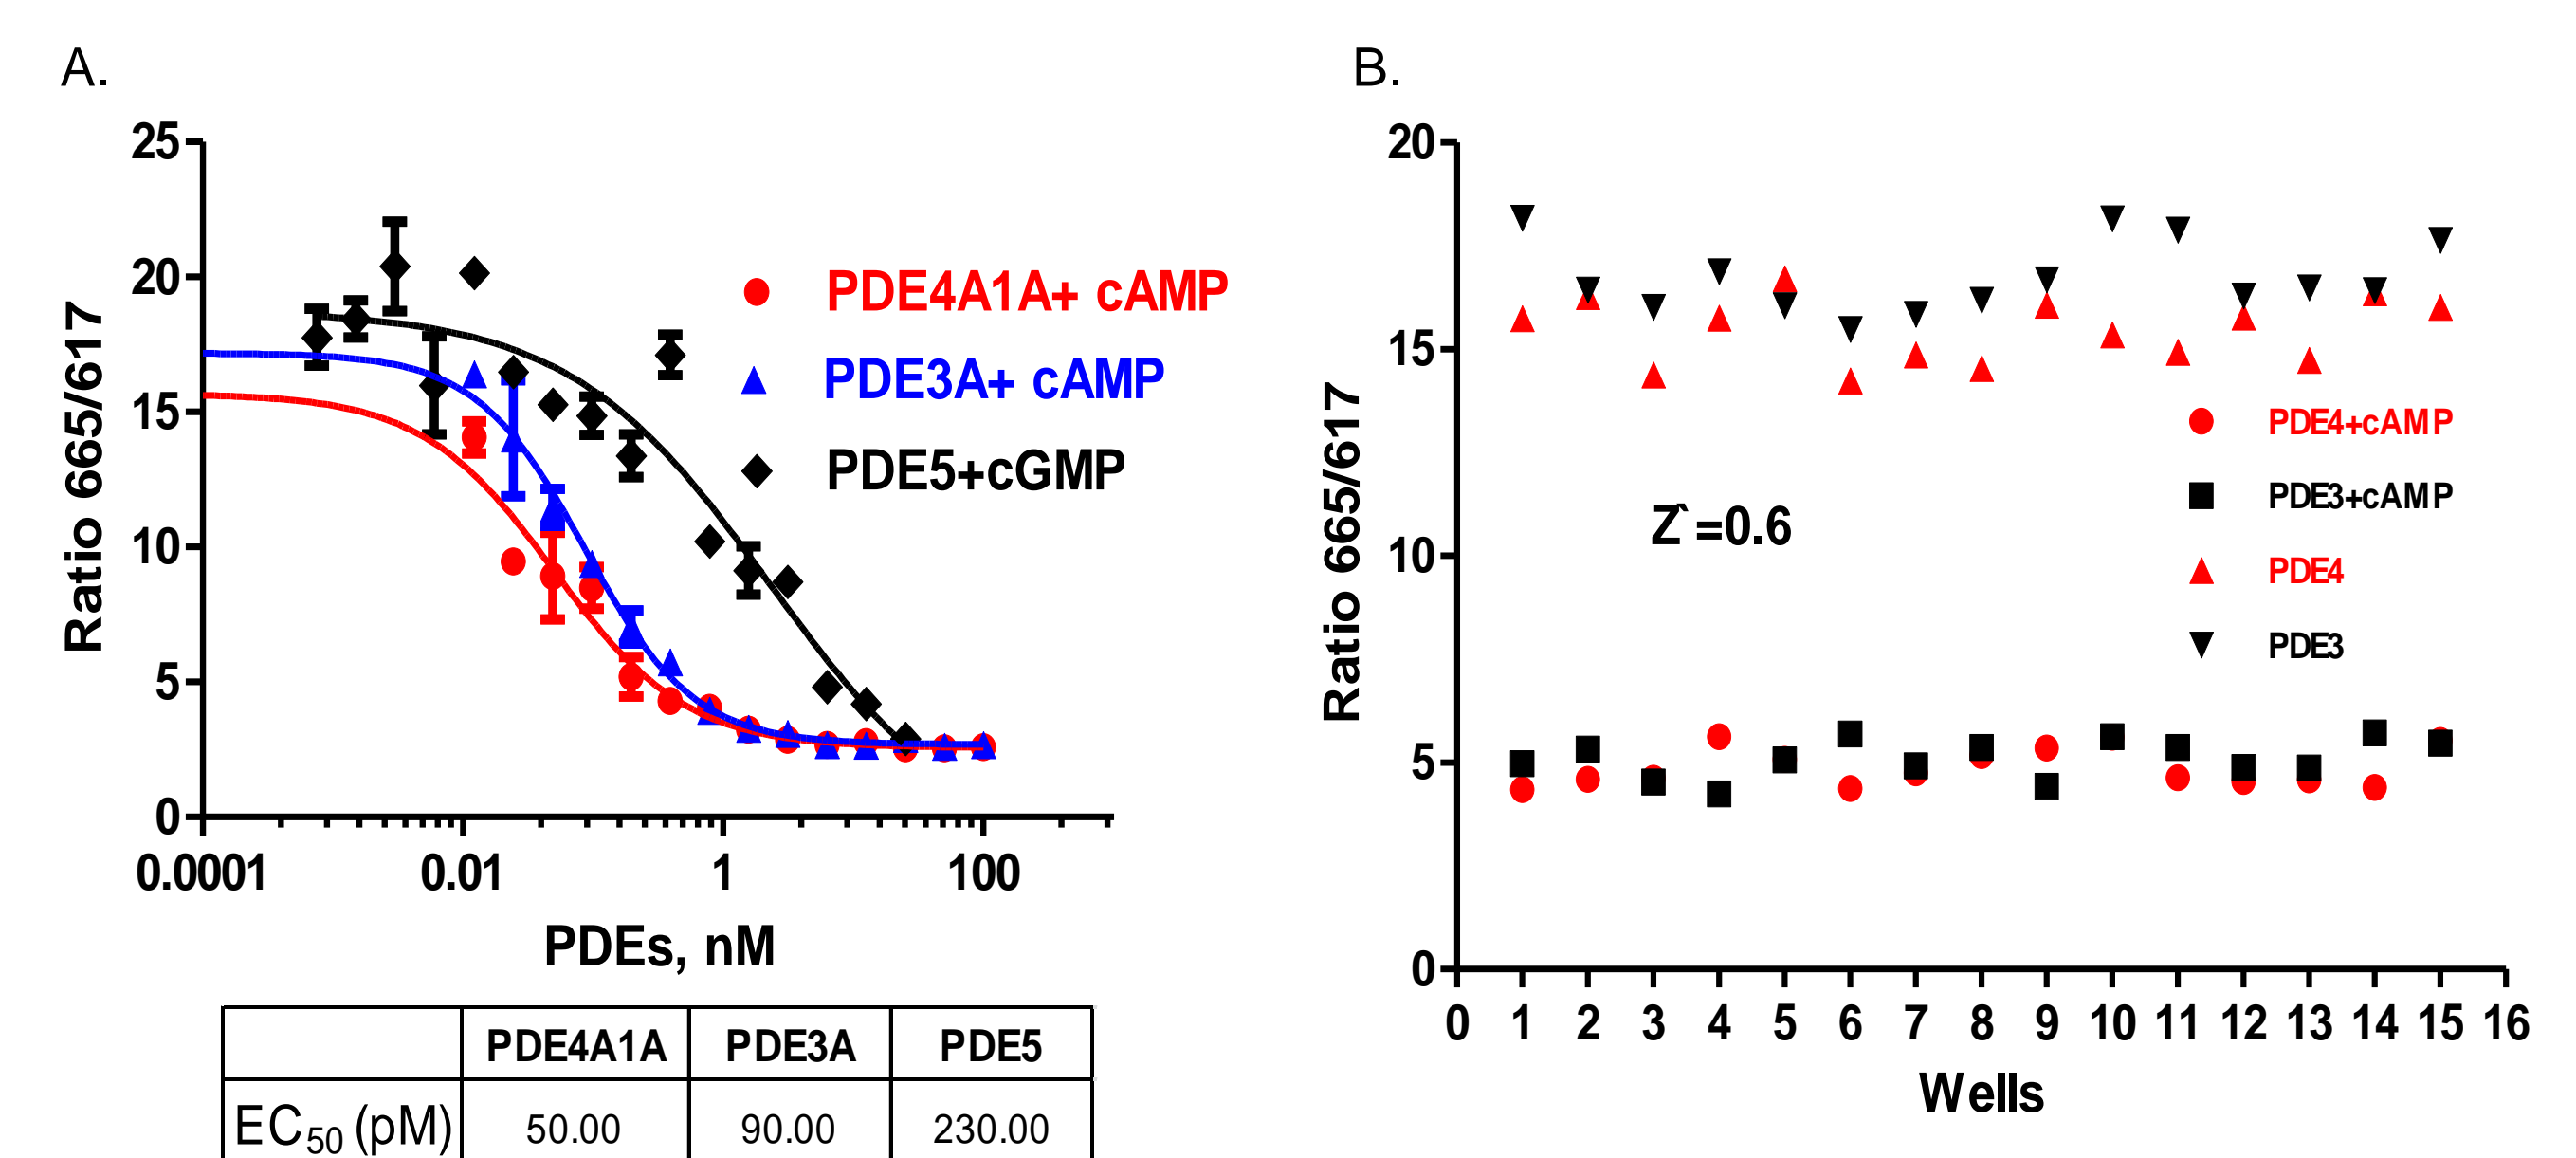 A.
25
20
15
10
5
0
Ratio 665/617
PDE4A1A+ cAMP
PDE3A+ cAMP
PDE5+cGMP
0.0001 0.01 1 100
PDEs, nM
PDE4A1A PDE3A PDE5
EC50 (pM) 50.00 90.00 230.00
B.
20
15
10
5
0
Ratio 665/617
Z`=0.6
PDE4+cAMP
PDE3+cAMP
PDE4
PDE3
0 1 2 3 4 5 6 7 8 9 10 11 12 13 14 15 16
Wells